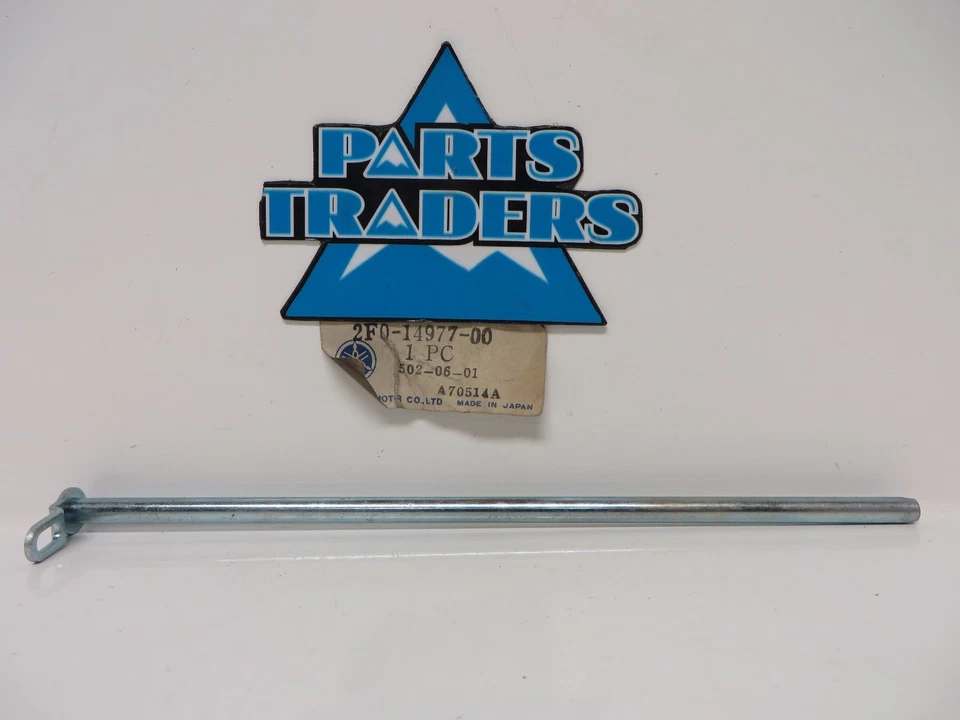 PARTS
TRADERS
2F0-14977-00
1 PC
502-06-01
A70514A
MOTOR CO.,LTD MADE IN JAPAN